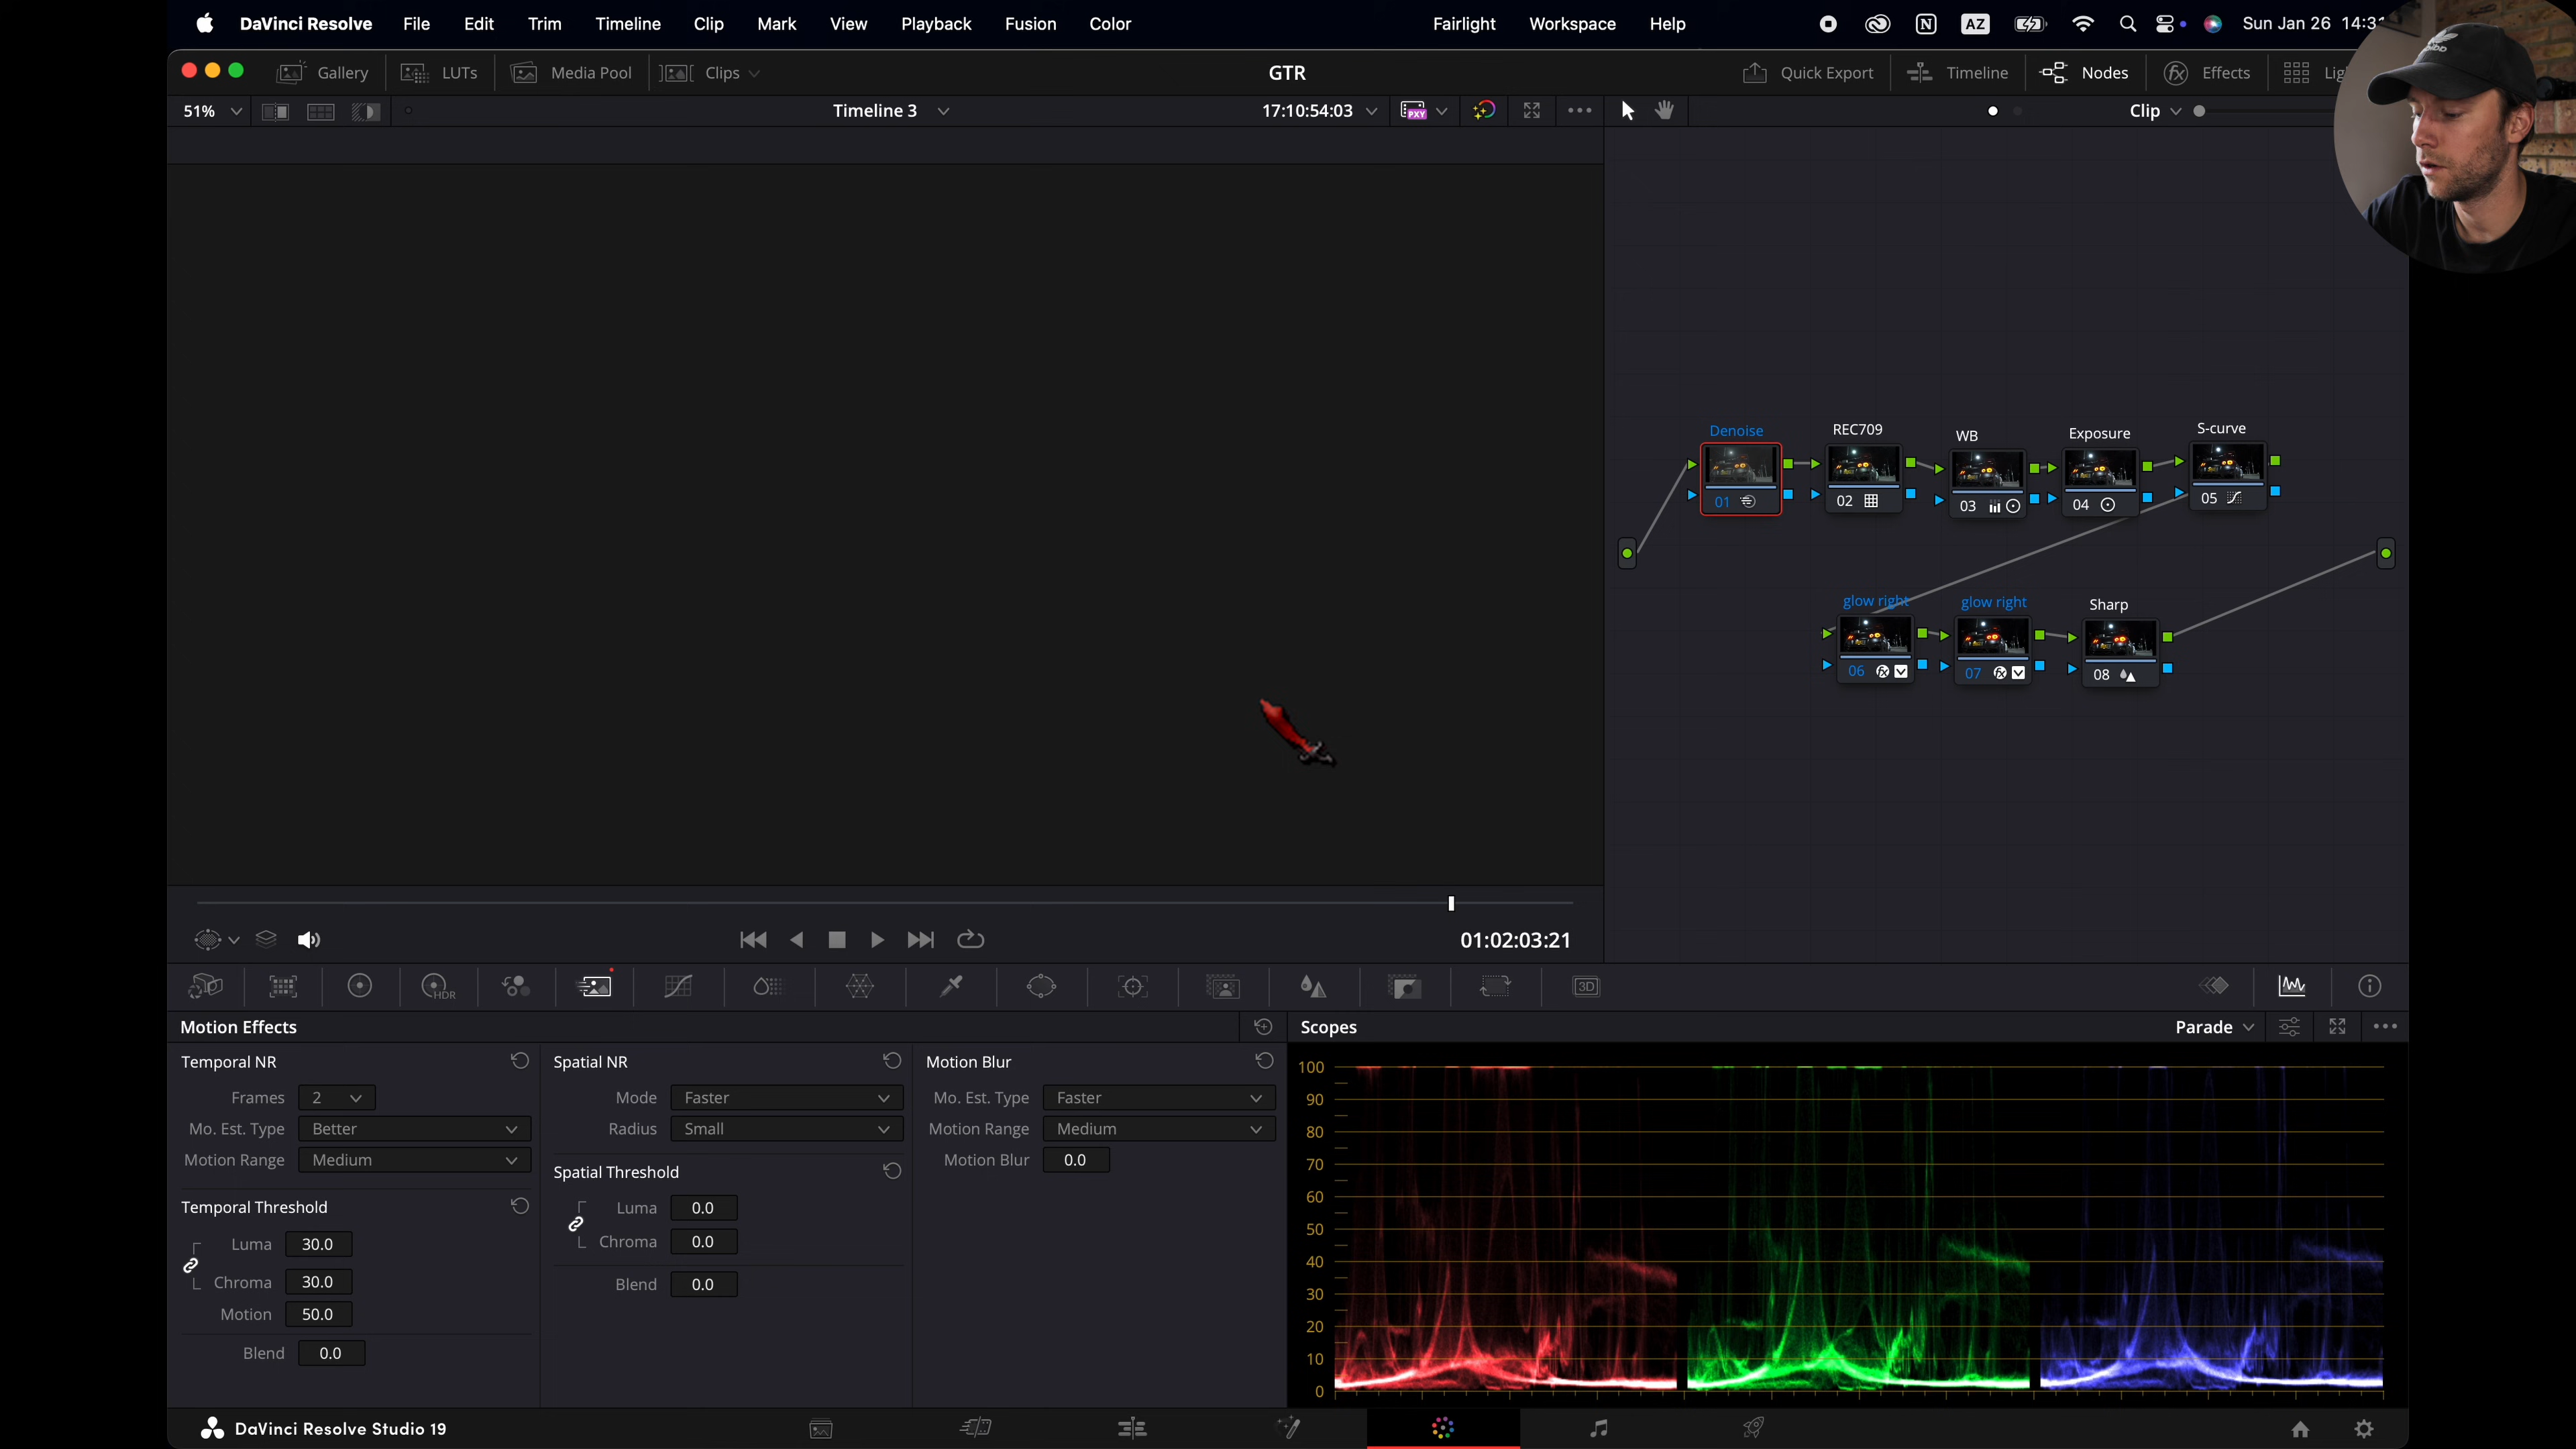 DaVinci Resolve File Edit Trim Timeline Clip Mark View Playback Fusion Color Fairlight Workspace Help N AZ Sun Jan 26 14:31
Gallery LUTs Media Pool Clips GTR Quick Export Timeline Nodes Effects
51% Timeline 3 17:10:54:03 PXY Clip
Denoise REC709 WB Exposure S-curve
01 02 03 04 05
glow right glow right Sharp
06 07 08
01:02:03:21
HDR 3D
Motion Effects Scopes Parade
Temporal NR Spatial NR Motion Blur
Frames 2 Mode Faster Mo. Est. Type Faster
Mo. Est. Type Better Radius Small Motion Range Medium
Motion Range Medium Motion Blur 0.0
Temporal Threshold Spatial Threshold
Luma 30.0 Luma 0.0
Chroma 30.0 Chroma 0.0
Motion 50.0 Blend 0.0
Blend 0.0
100
90
80
70
60
50
40
30
20
10
0
DaVinci Resolve Studio 19